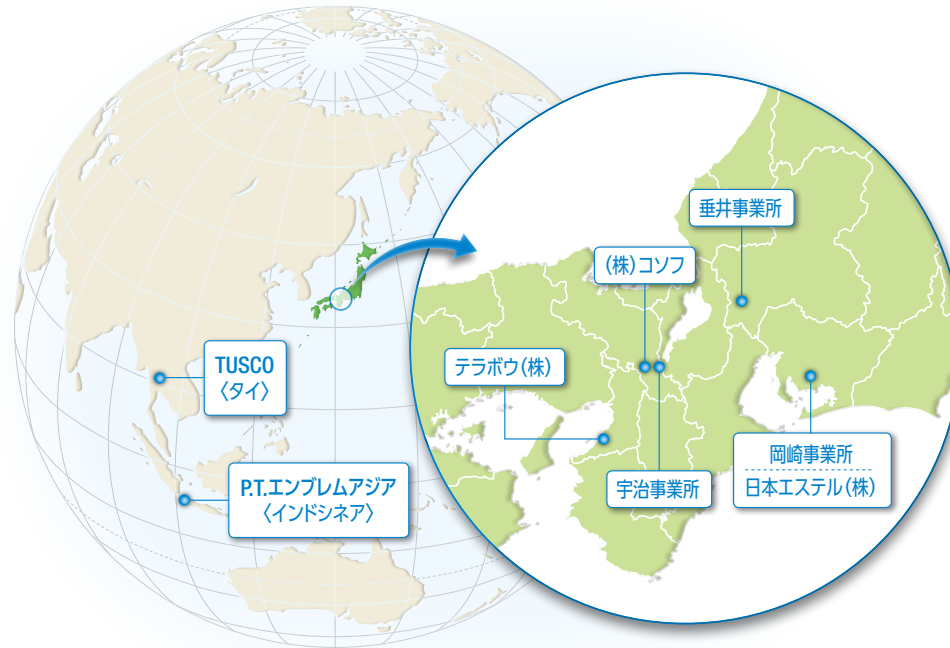 垂井事業所
(株)コソフ
テラボウ(株)
TUSCO
〈タイ〉
岡崎事業所
日本エステル(株)
宇治事業所
P.T.エンブレムアジア
〈インドシネア〉